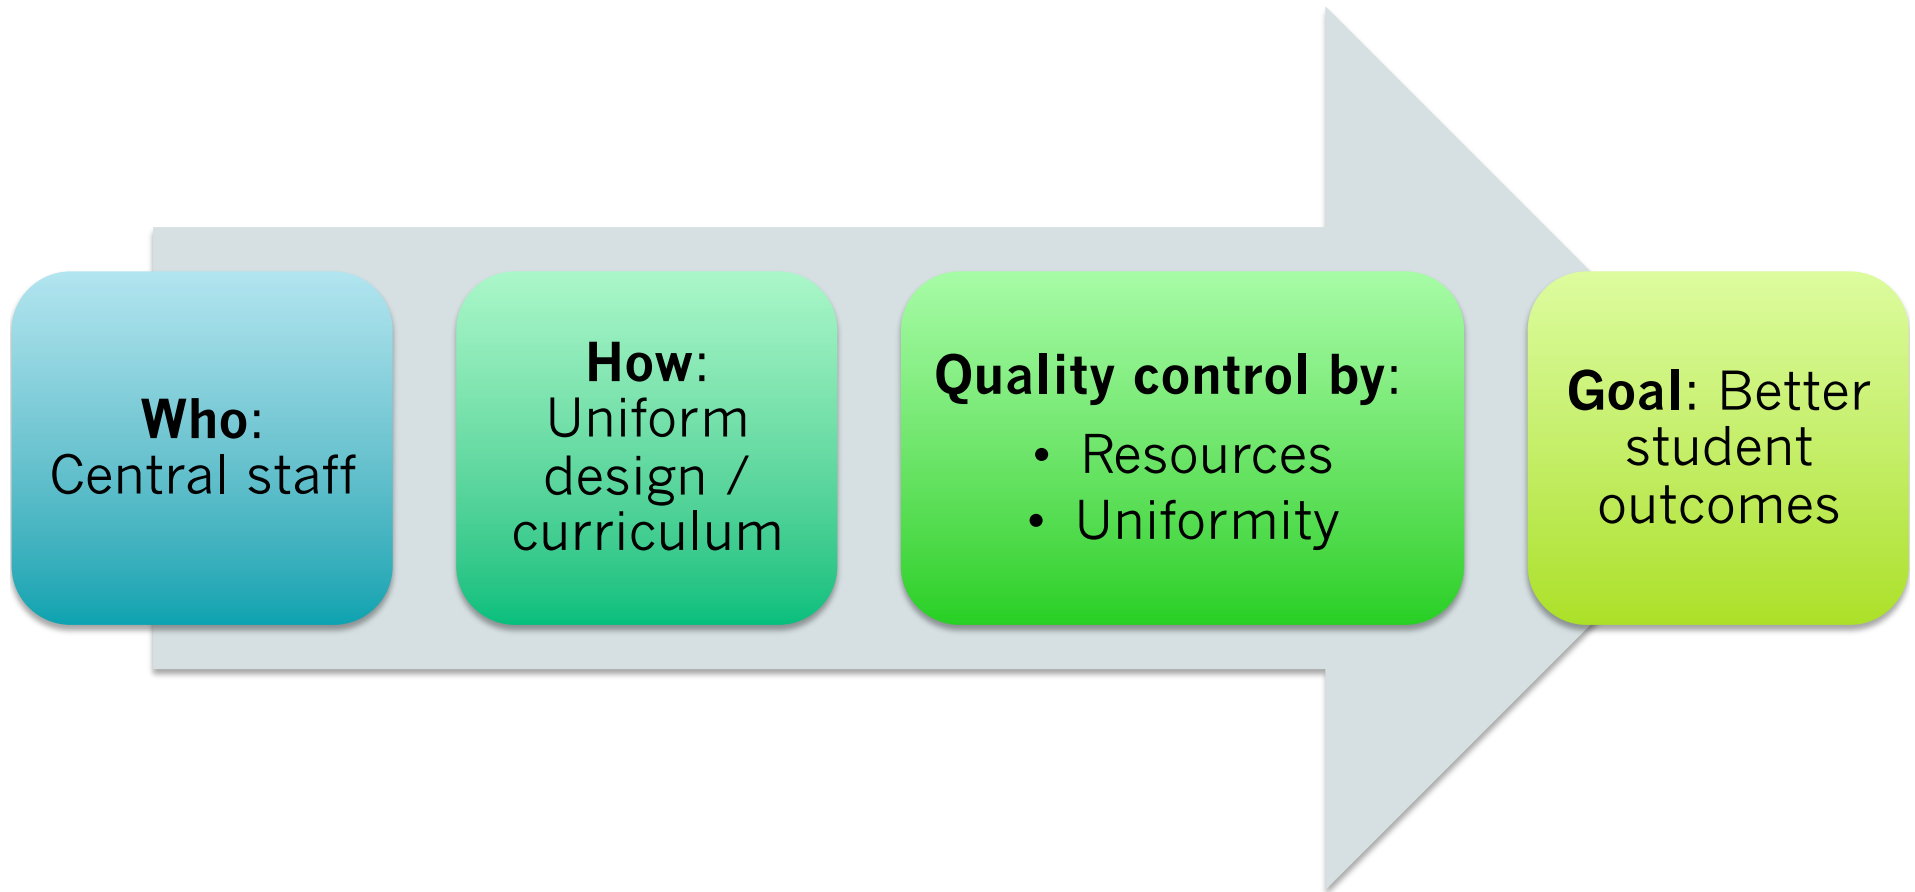 Who:
Central staff
How:
Uniform
design /
curriculum
Quality control by:
• Resources
• Uniformity
Goal: Better
student
outcomes